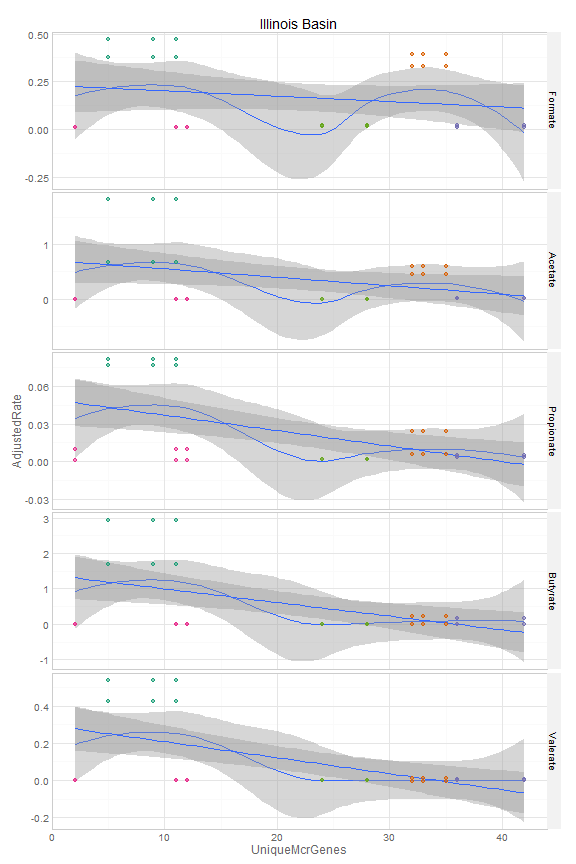 Illinois Basin
0.50
0.25
0.00
-0.25
Formate
1
0
Acetate
0.06
0.03
0.00
-0.03
Propionate
3
2
1
0
-1
Butyrate
0.4
0.2
0.0
-0.2
Valerate
AdjustedRate
0 10 20 30 40
UniqueMcrGenes